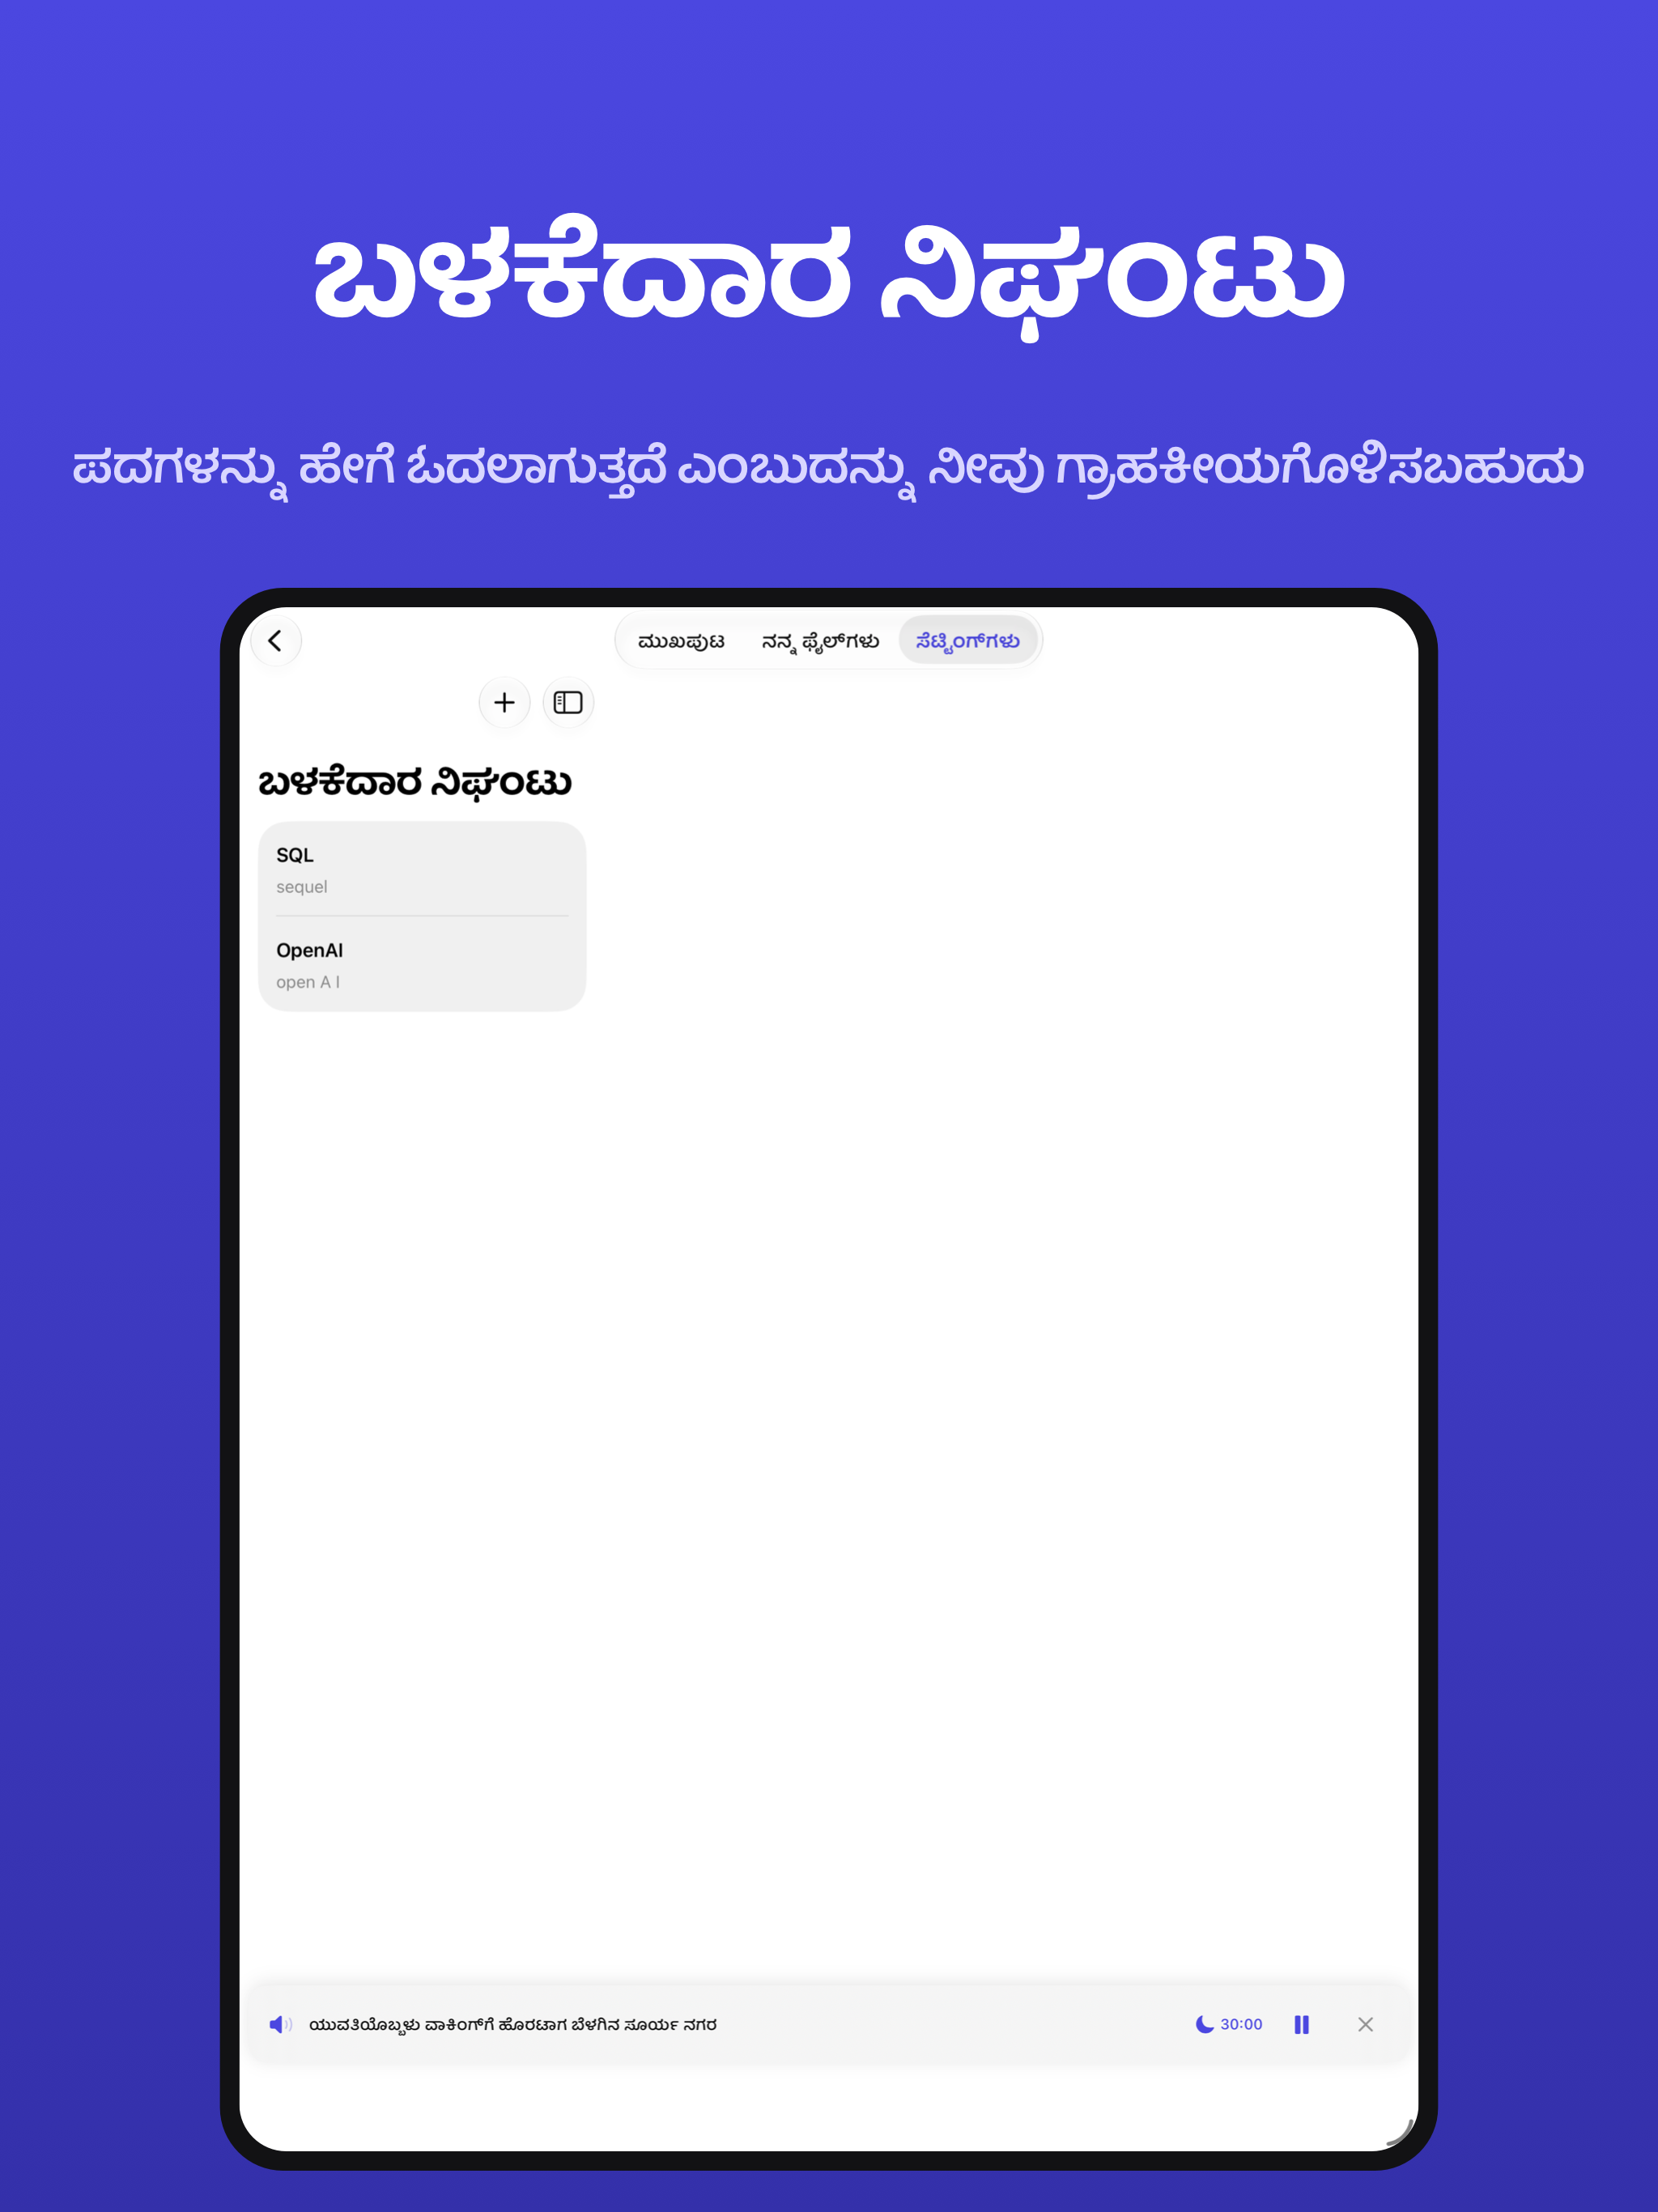 ಬಳಕೆದಾರ ನಿಘಂಟು
ಪದಗಳನ್ನು ಹೇಗೆ ಓದಲಾಗುತ್ತದೆ ಎಂಬುದನ್ನು ನೀವು ಗ್ರಾಹಕೀಯಗೊಳಿಸಬಹುದು
ಮುಖಪುಟ ನನ್ನ ಫೈಲ್‌ಗಳು ಸೆಟ್ಟಿಂಗ್‌ಗಳು
ಬಳಕೆದಾರ ನಿಘಂಟು
SQL
sequel
OpenAI
open A I
ಯುವತಿಯೊಬ್ಬಳು ವಾಕಿಂಗ್‌ಗೆ ಹೊರಟಾಗ ಬೆಳಗಿನ ಸೂರ್ಯ ನಗರ 30:00